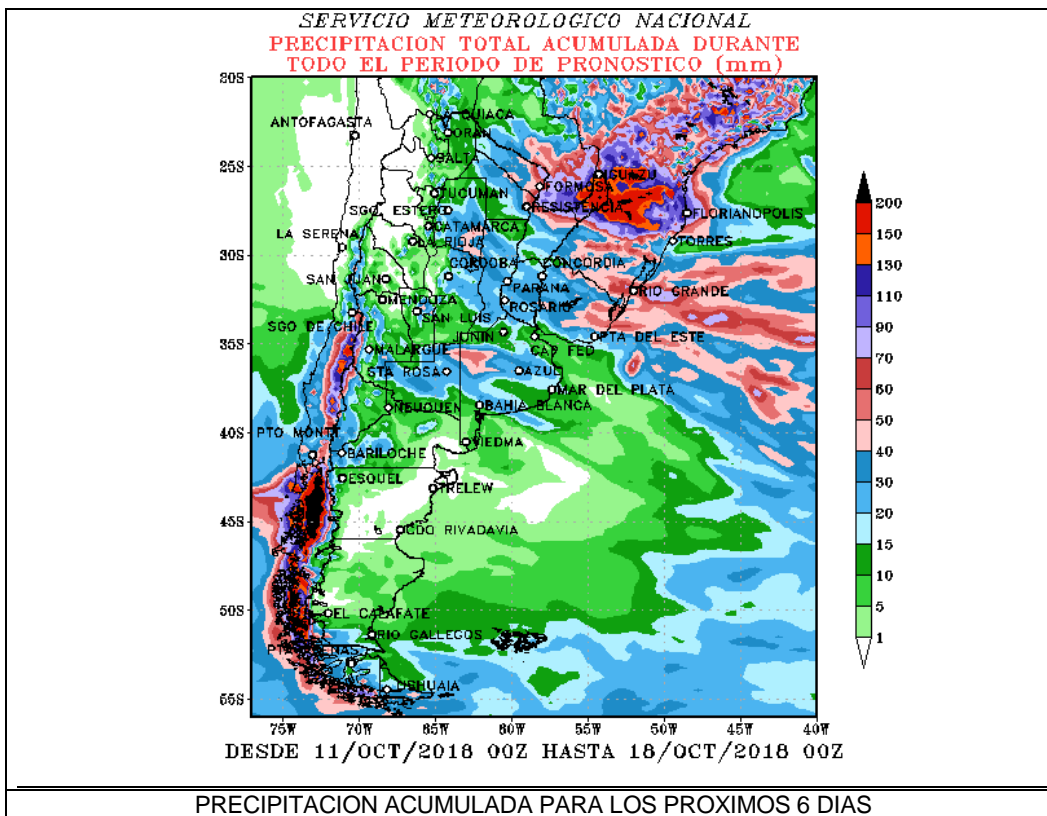 SERVICIO METEOROLOGICO NACIONAL
PRECIPITACION TOTAL ACUMULADA DURANTE
TODO EL PERIODO DE PRONOSTICO (mm)
20S
25S
30S
35S
40S
45S
50S
55S
75W
70W
65W
60W
55W
50W
45W
40W
LA QUIACA
ANTOFAGASTA
ORAN
SALTA
IGUAZU
FORMOSA
TUCUMAN
RESISTENCIA
SGO ESTERO
FLORIANOPOLIS
CATAMARCA
LA SERENA
LA RIOJA
TORRES
CORDOBA
CONCORDIA
SAN JUAN
PARANA
RIO GRANDE
MENDOZA
ROSARIO
SAN LUIS
SGO DE CHILE
JUNIN
PTA DEL ESTE
MALARGUE
CAP FED
STA ROSA
AZUL
MAR DEL PLATA
NEUQUEN
BAHIA BLANCA
PTO MONTT
VIEDMA
BARILOCHE
ESQUEL
TRELEW
CDO RIVADAVIA
EL CALAFATE
RIO GALLEGOS
USHUAIA
200
150
130
110
90
70
60
50
40
30
20
15
10
5
1
DESDE 11/OCT/2018 00Z HASTA 18/OCT/2018 00Z
PRECIPITACION ACUMULADA PARA LOS PROXIMOS 6 DIAS